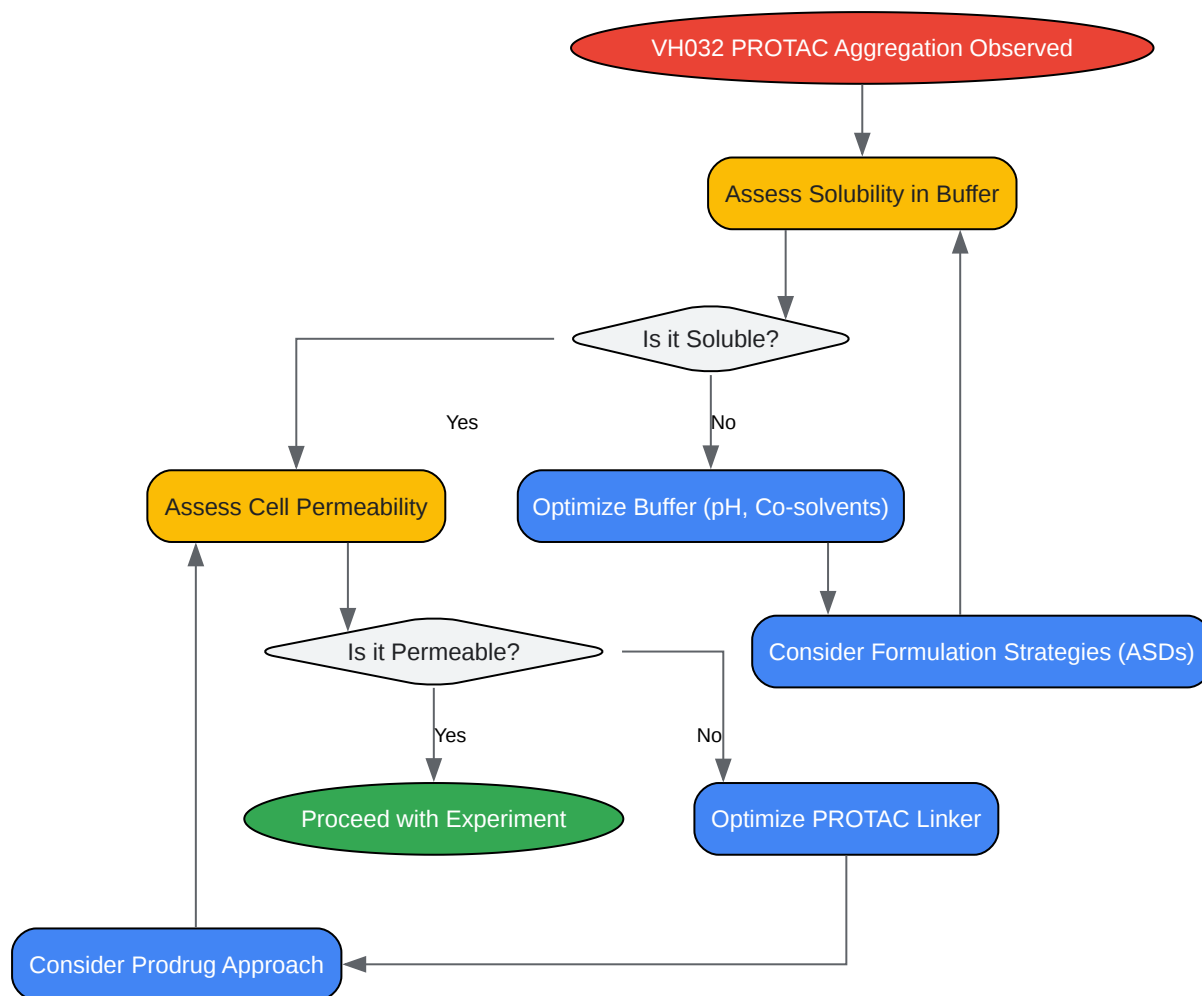 VH032 PROTAC Aggregation Observed
Assess Solubility in Buffer
Is it Soluble?
Yes
No
Assess Cell Permeability
Optimize Buffer (pH, Co-solvents)
Is it Permeable?
Consider Formulation Strategies (ASDs)
Yes
No
Proceed with Experiment
Optimize PROTAC Linker
Consider Prodrug Approach